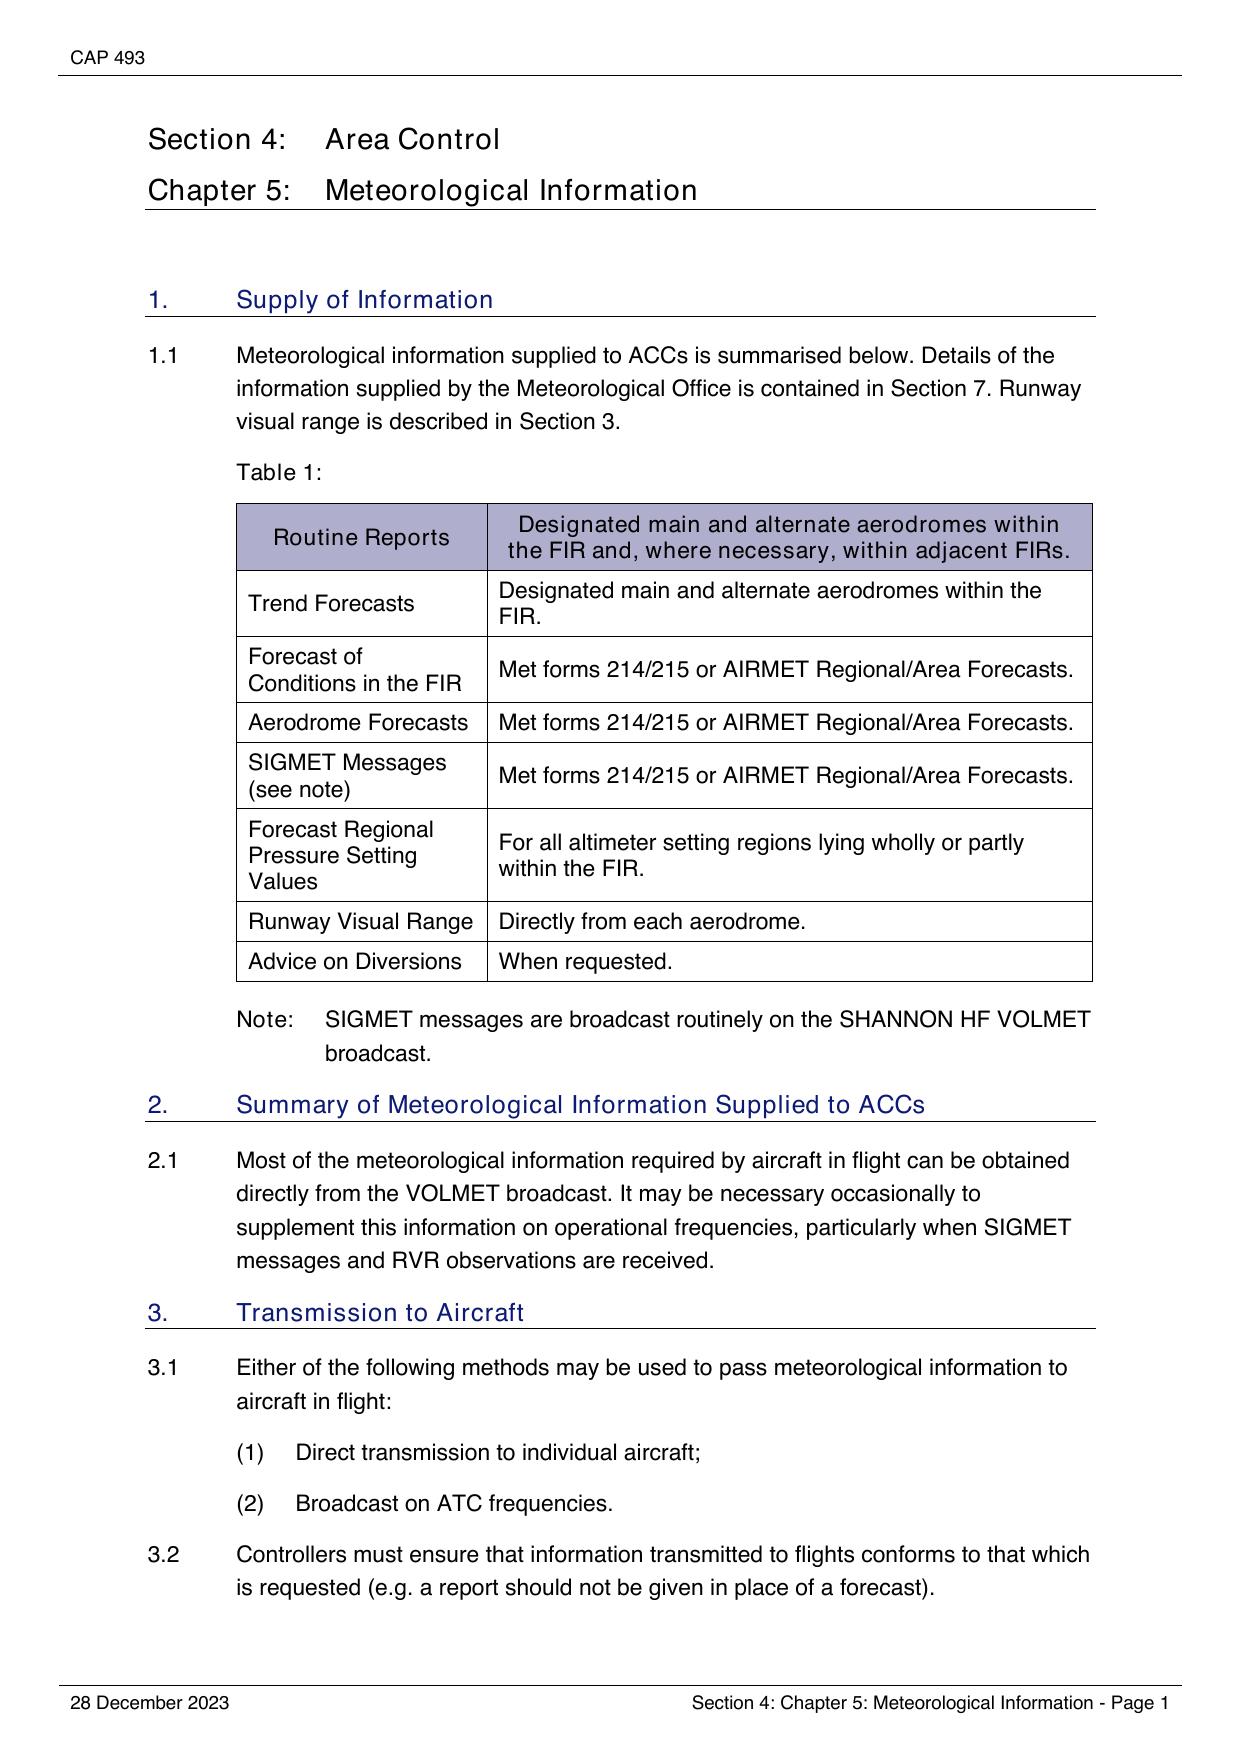 CAP 493
Section 4: Area Control
Chapter 5: Meteorological Information
1. Supply of Information
1.1 Meteorological information supplied to ACCs is summarised below. Details of the
information supplied by the Meteorological Office is contained in Section 7. Runway
visual range is described in Section 3.
Table 1:
Routine Reports
Designated main and alternate aerodromes within
the FIR and, where necessary, within adjacent FIRs.
Trend Forecasts
Designated main and alternate aerodromes within the
FIR.
Forecast of
Conditions in the FIR
Met forms 214/215 or AIRMET Regional/Area Forecasts.
Aerodrome Forecasts
Met forms 214/215 or AIRMET Regional/Area Forecasts.
SIGMET Messages
(see note)
Met forms 214/215 or AIRMET Regional/Area Forecasts.
Forecast Regional
Pressure Setting
Values
For all altimeter setting regions lying wholly or partly
within the FIR.
Runway Visual Range
Directly from each aerodrome.
Advice on Diversions
When requested.
Note: SIGMET messages are broadcast routinely on the SHANNON HF VOLMET
broadcast.
2. Summary of Meteorological Information Supplied to ACCs
2.1 Most of the meteorological information required by aircraft in flight can be obtained
directly from the VOLMET broadcast. It may be necessary occasionally to
supplement this information on operational frequencies, particularly when SIGMET
messages and RVR observations are received.
3. Transmission to Aircraft
3.1 Either of the following methods may be used to pass meteorological information to
aircraft in flight:
(1) Direct transmission to individual aircraft;
(2) Broadcast on ATC frequencies.
3.2 Controllers must ensure that information transmitted to flights conforms to that which
is requested (e.g. a report should not be given in place of a forecast).
28 December 2023
Section 4: Chapter 5: Meteorological Information - Page 1